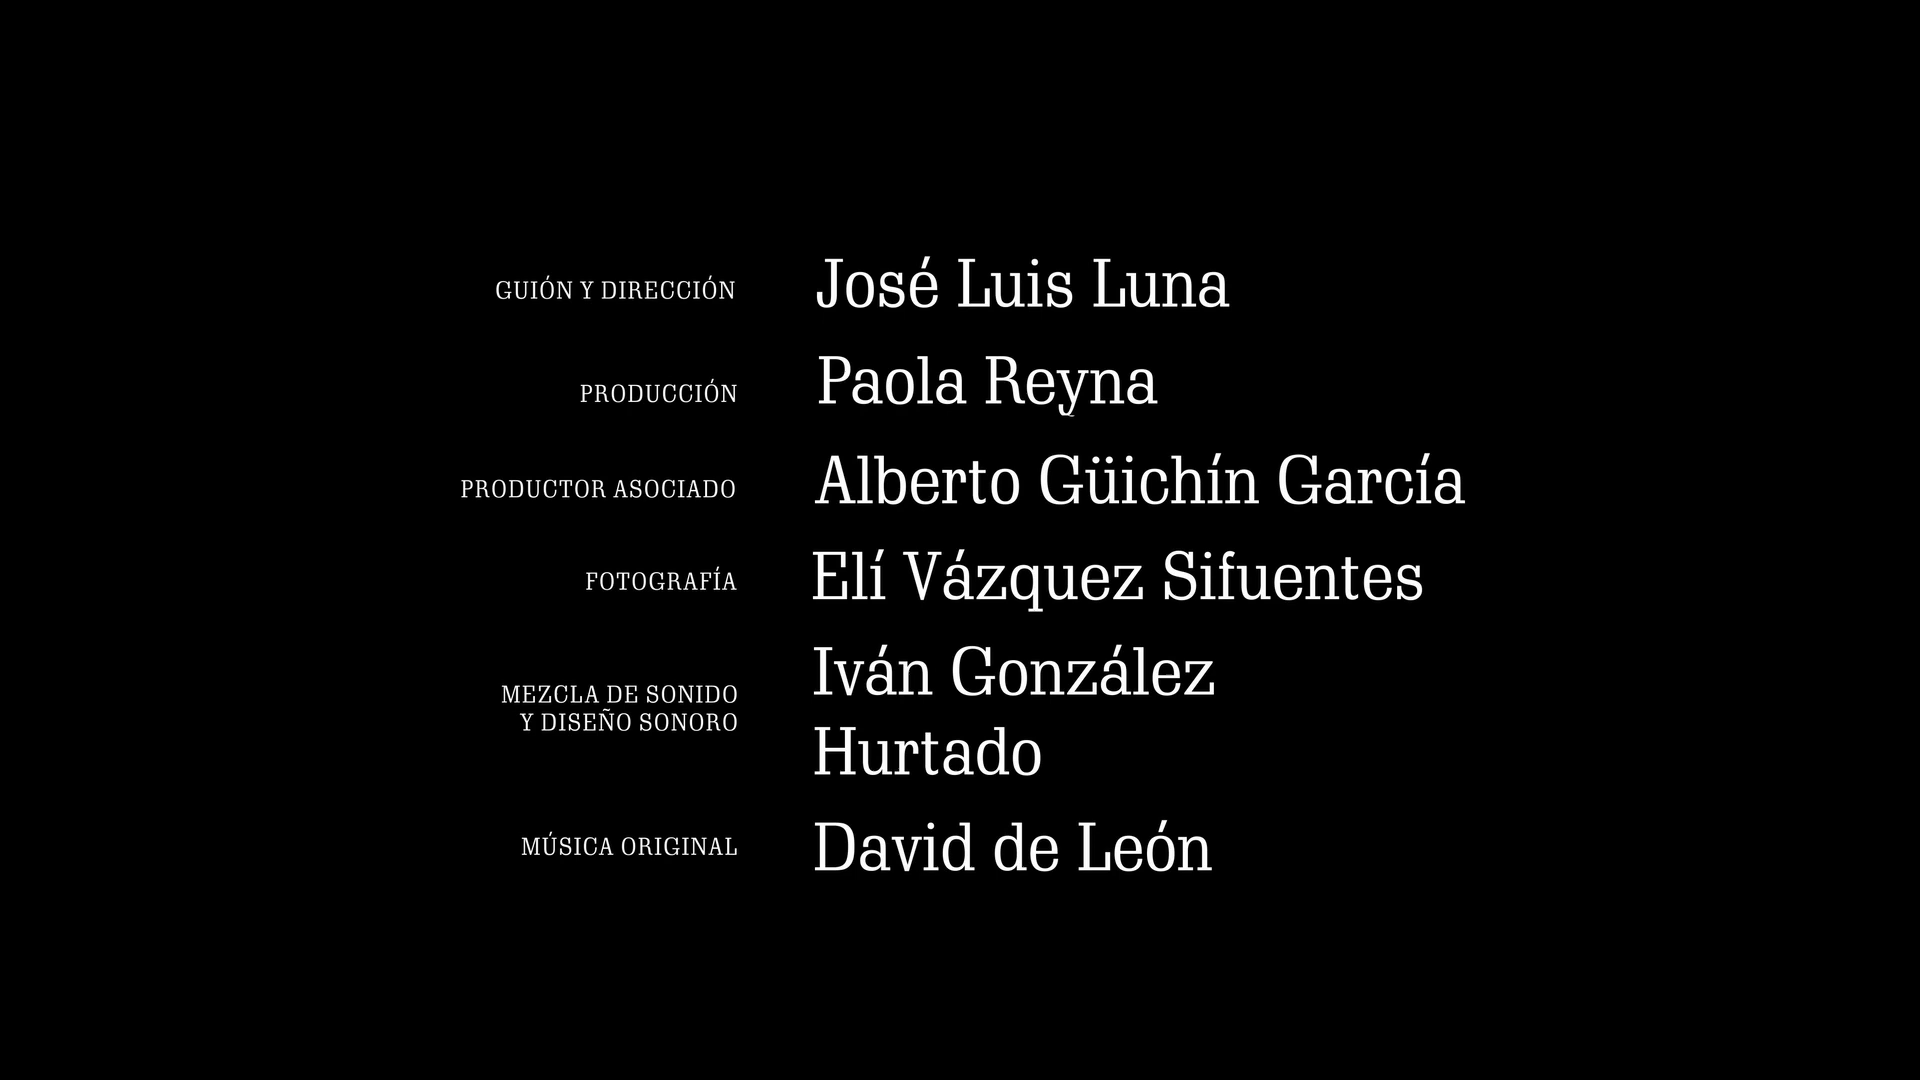 GUIÓN Y DIRECCIÓN José Luis Luna
PRODUCCIÓN Paola Reyna
PRODUCTOR ASOCIADO Alberto Güichín García
FOTOGRAFÍA Elí Vázquez Sifuentes
MEZCLA DE SONIDO
Y DISEÑO SONORO
Iván González
Hurtado
MÚSICA ORIGINAL David de León